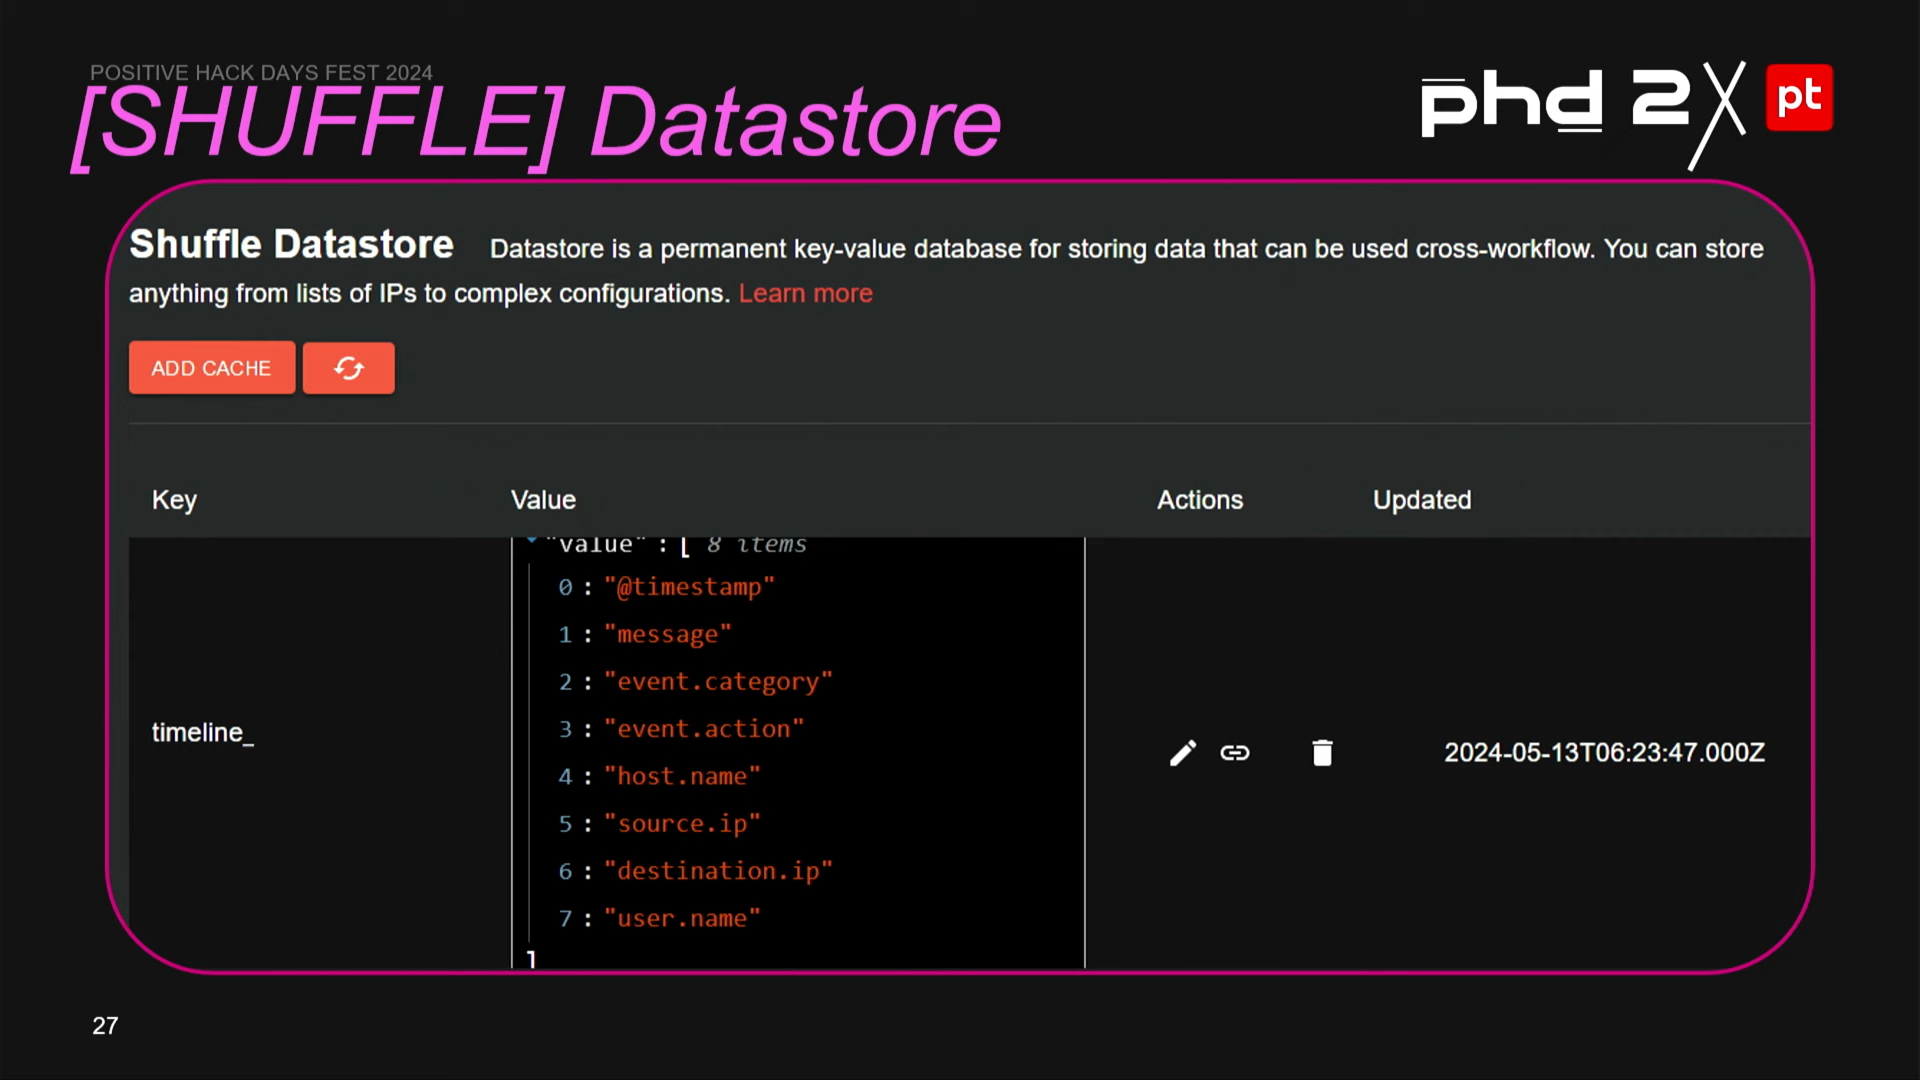 POSITIVE HACK DAYS FEST 2024
[SHUFFLE] Datastore
phd 2
pt
Shuffle Datastore Datastore is a permanent key-value database for storing data that can be used cross-workflow. You can store
anything from lists of IPs to complex configurations. Learn more
ADD CACHE
Key Value Actions Updated
"value" : [ 8 items
0 : "@timestamp"
1 : "message"
2 : "event.category"
3 : "event.action"
4 : "host.name"
5 : "source.ip"
6 : "destination.ip"
7 : "user.name"
]
timeline_
2024-05-13T06:23:47.000Z
27